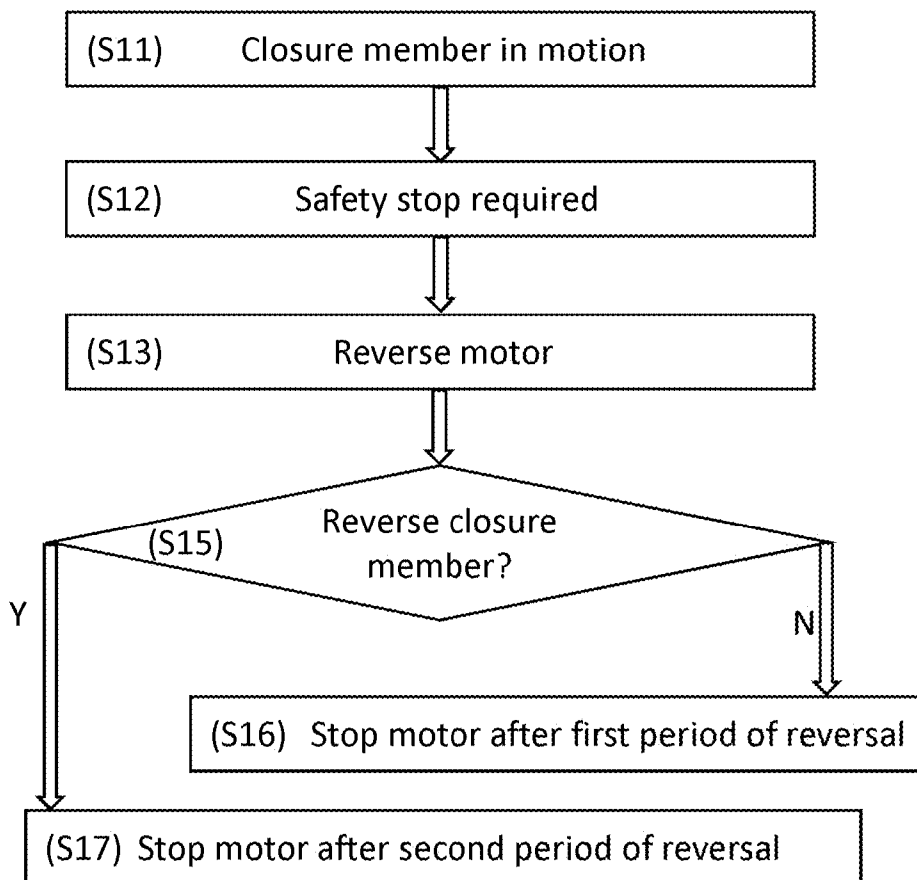 (S11) Closure member in motion
(S12) Safety stop required
(S13) Reverse motor
(S15) Reverse closure
member?
Y
N
(S16) Stop motor after first period of reversal
(S17) Stop motor after second period of reversal